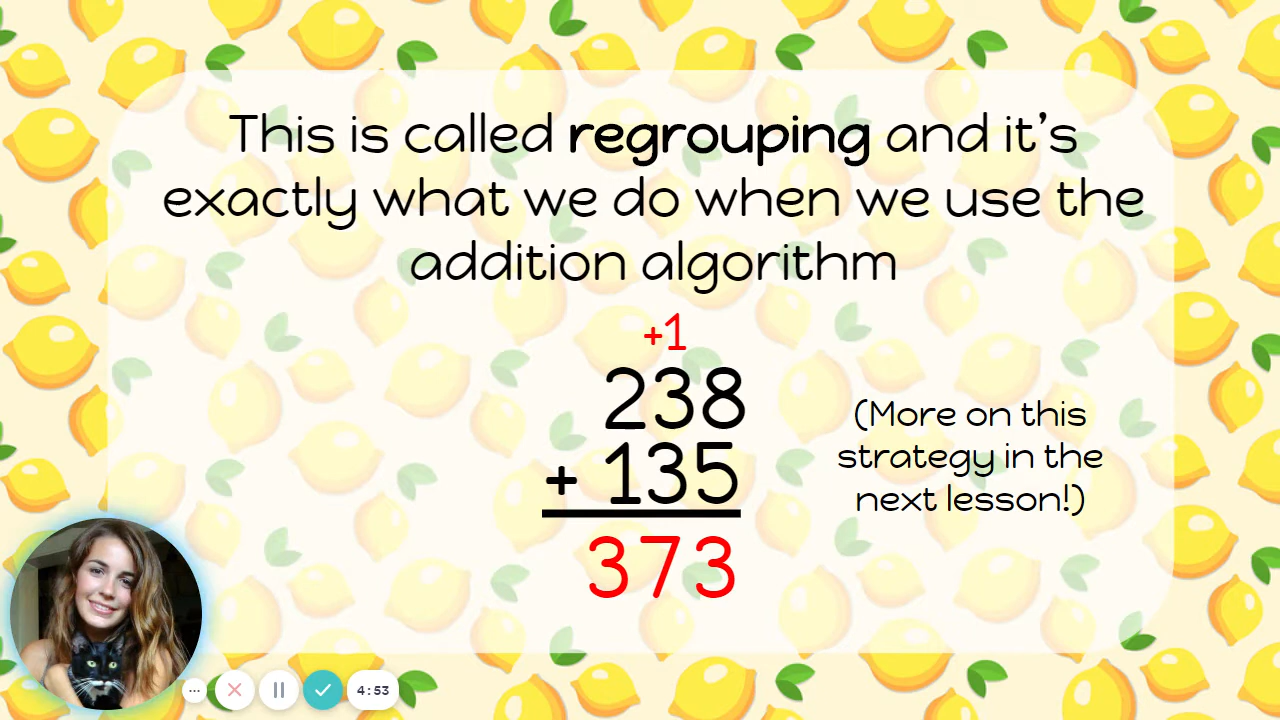 This is called regrouping and it's
exactly what we do when we use the
addition algorithm
+1
238
+ 135
373
(More on this
strategy in the
next lesson!)
4:53